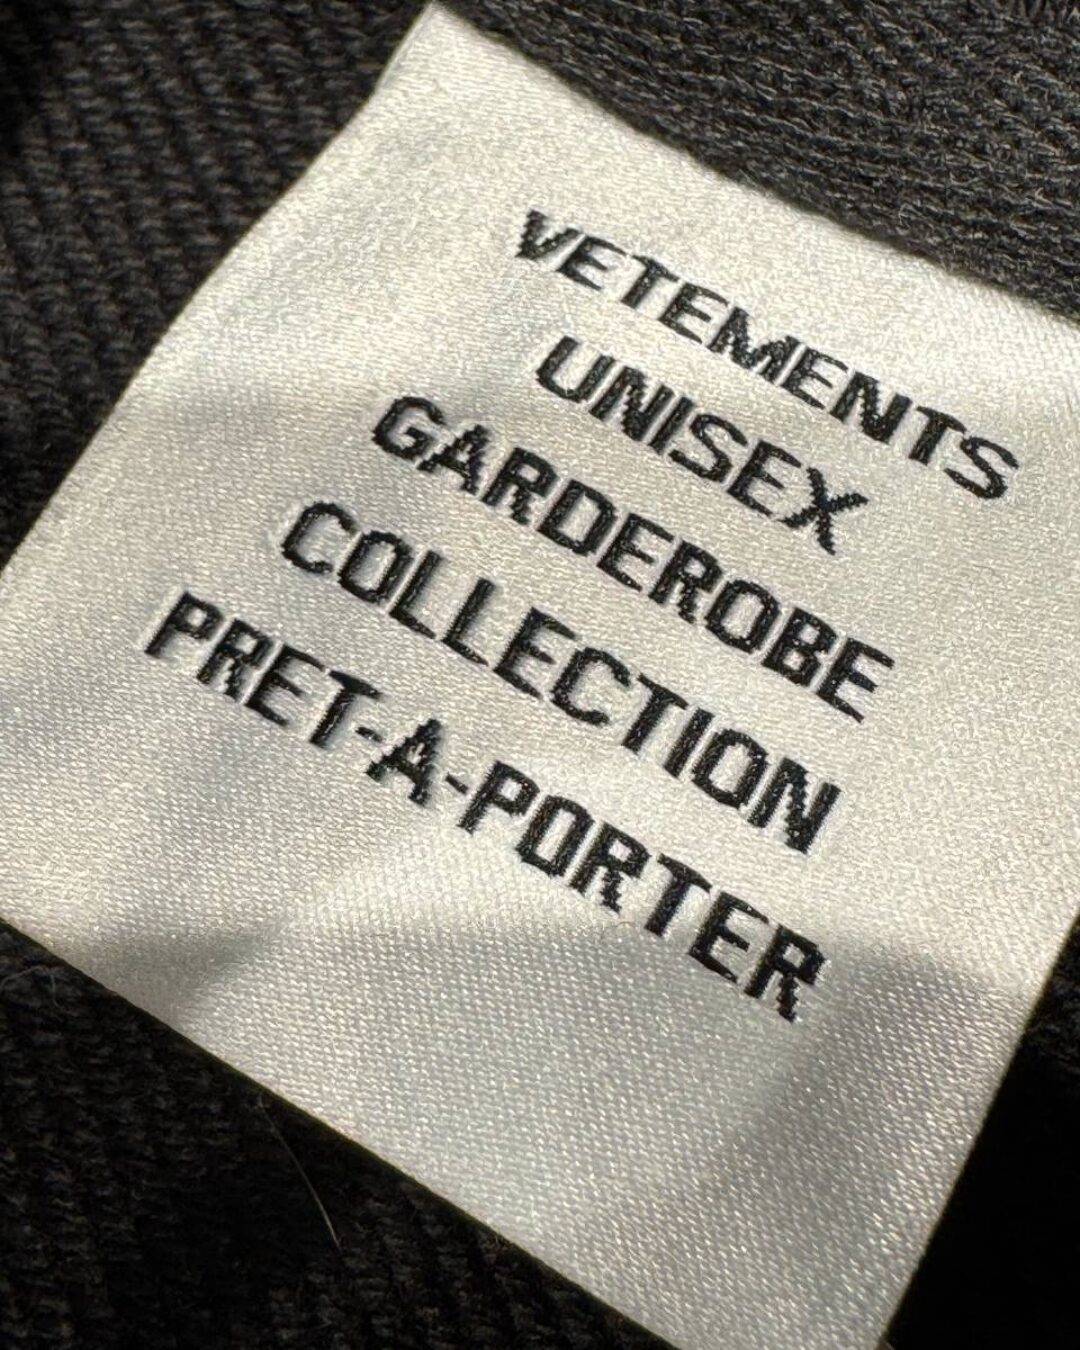 VETEMENTS
UNISEX
GARDEROBE
COLLECTION
PRET-A-PORTER